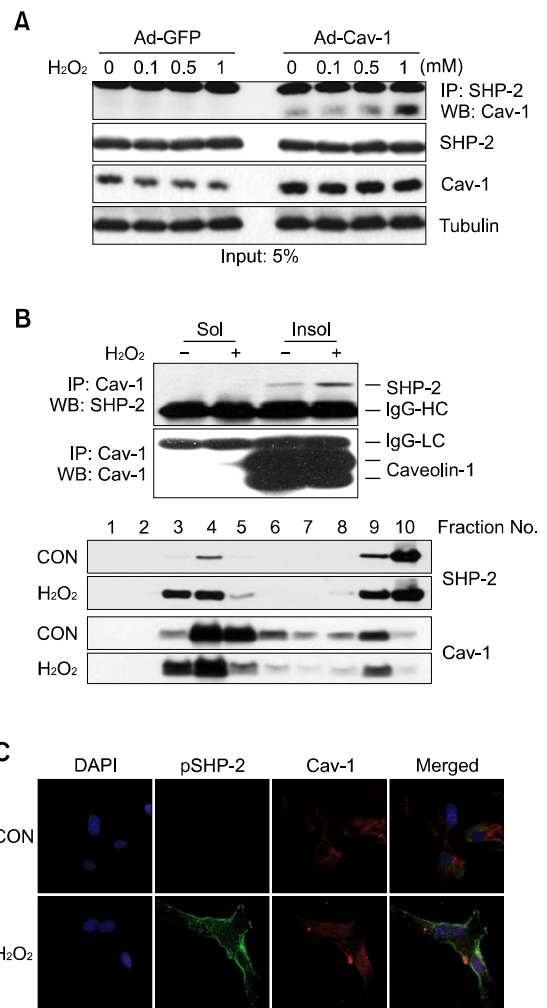 A
Ad-GFP Ad-Cav-1
H₂O₂ 0 0.1 0.5 1 0 0.1 0.5 1 (mM)
IP: SHP-2
WB: Cav-1
SHP-2
Cav-1
Tubulin
Input: 5%
B
Sol Insol
H₂O₂ − + − +
IP: Cav-1
WB: SHP-2
SHP-2
IgG-HC
IP: Cav-1
WB: Cav-1
IgG-LC
Caveolin-1
1 2 3 4 5 6 7 8 9 10 Fraction No.
CON
H₂O₂
SHP-2
CON
H₂O₂
Cav-1
C
DAPI pSHP-2 Cav-1 Merged
CON
H₂O₂